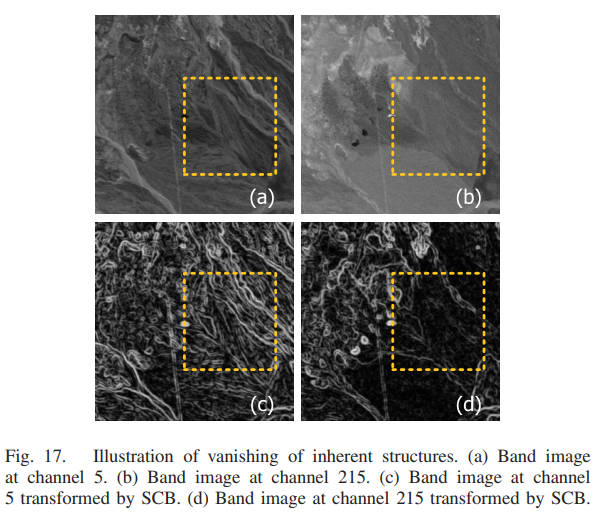 (a)
(b)
(c)
(d)
Fig. 17. Illustration of vanishing of inherent structures. (a) Band image
at channel 5. (b) Band image at channel 215. (c) Band image at channel
5 transformed by SCB. (d) Band image at channel 215 transformed by SCB.